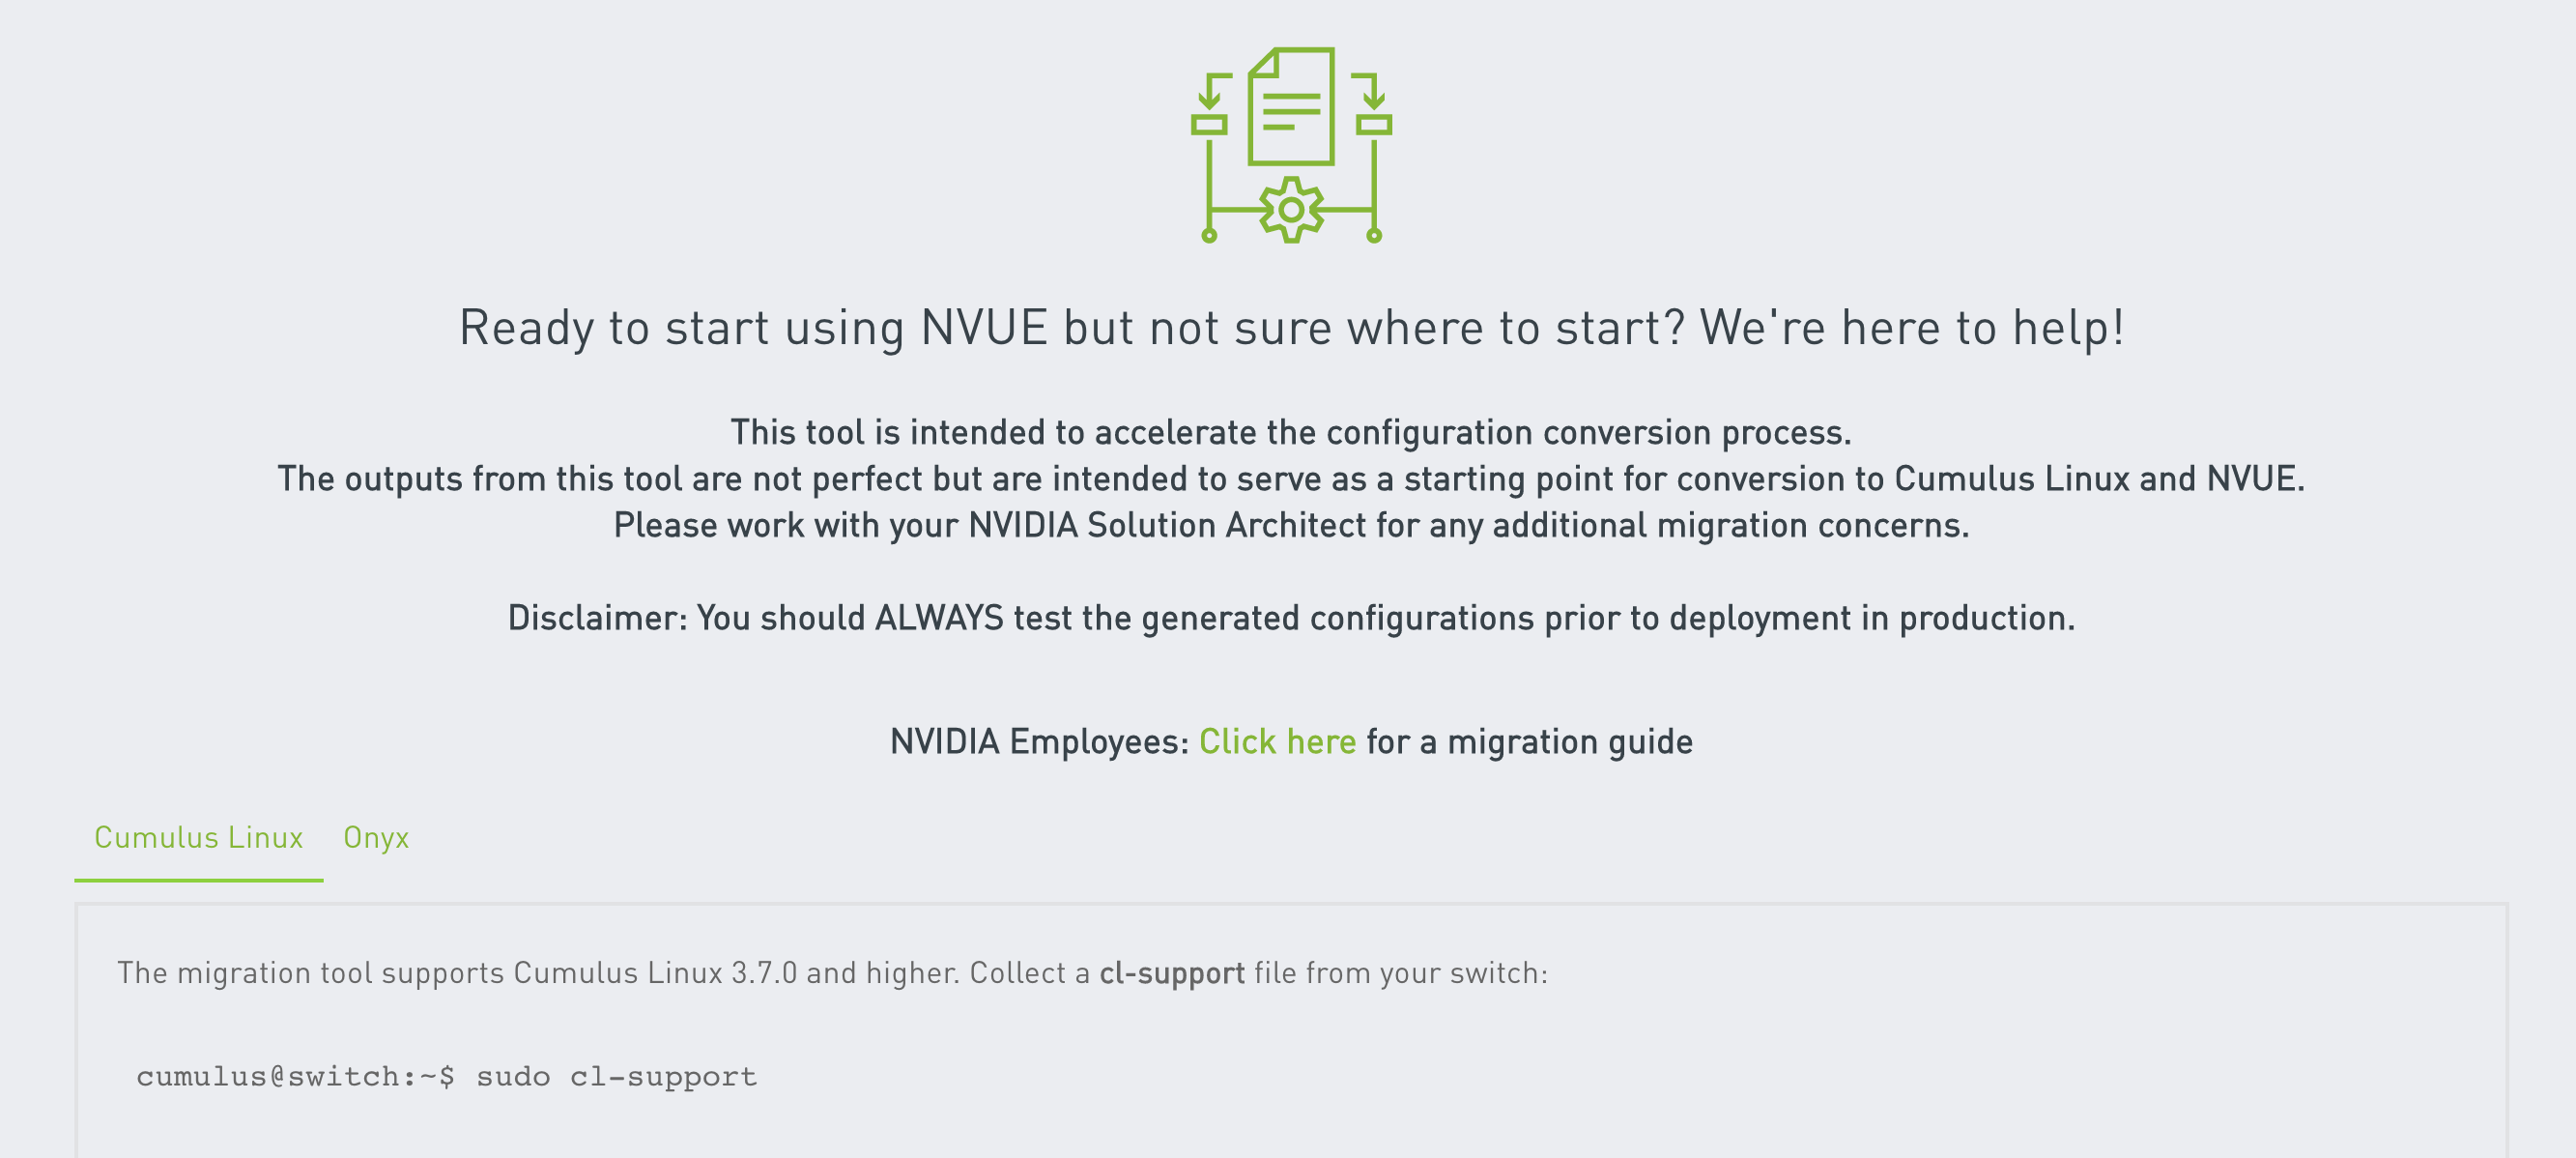 Ready to start using NVUE but not sure where to start? We're here to help!
This tool is intended to accelerate the configuration conversion process.
The outputs from this tool are not perfect but are intended to serve as a starting point for conversion to Cumulus Linux and NVUE.
Please work with your NVIDIA Solution Architect for any additional migration concerns.
Disclaimer: You should ALWAYS test the generated configurations prior to deployment in production.
NVIDIA Employees: Click here for a migration guide
Cumulus Linux Onyx
The migration tool supports Cumulus Linux 3.7.0 and higher. Collect a cl-support file from your switch:
cumulus@switch:~$ sudo cl-support